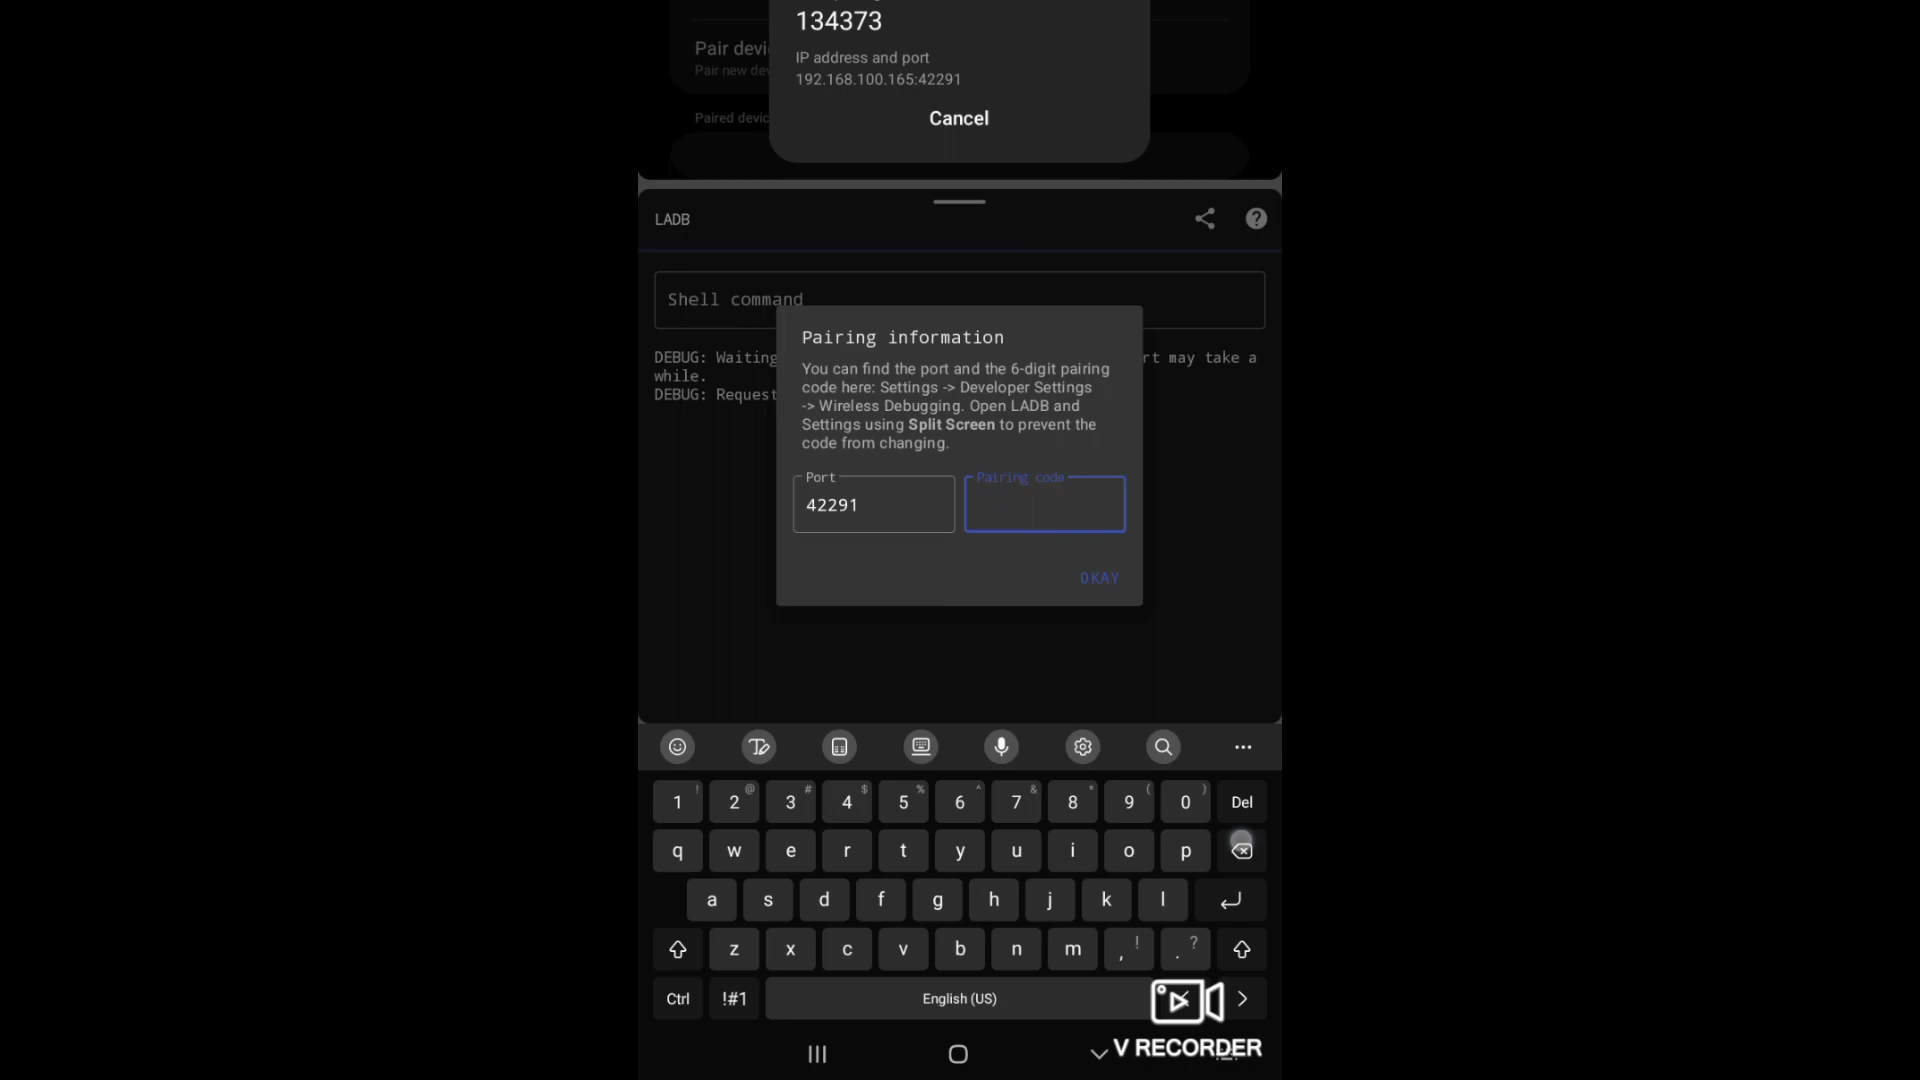 134373
Pair devi
Pair new dev
IP address and port
192.168.100.165:42291
Paired devic
Cancel
LADB
Shell command
DEBUG: Waiting
rt may take a
while.
DEBUG: Request
Pairing information
You can find the port and the 6-digit pairing
code here: Settings -> Developer Settings
-> Wireless Debugging. Open LADB and
Settings using Split Screen to prevent the
code from changing.
Port
Pairing code
42291
OKAY
1 ! 2 @ 3 # 4 $ 5 % 6 ^ 7 & 8 * 9 ( 0 ) Del
q w e r t y u i o p
a s d f g h j k l
z x c v b n m , ! . ?
Ctrl !#1 English (US)
V RECORDER